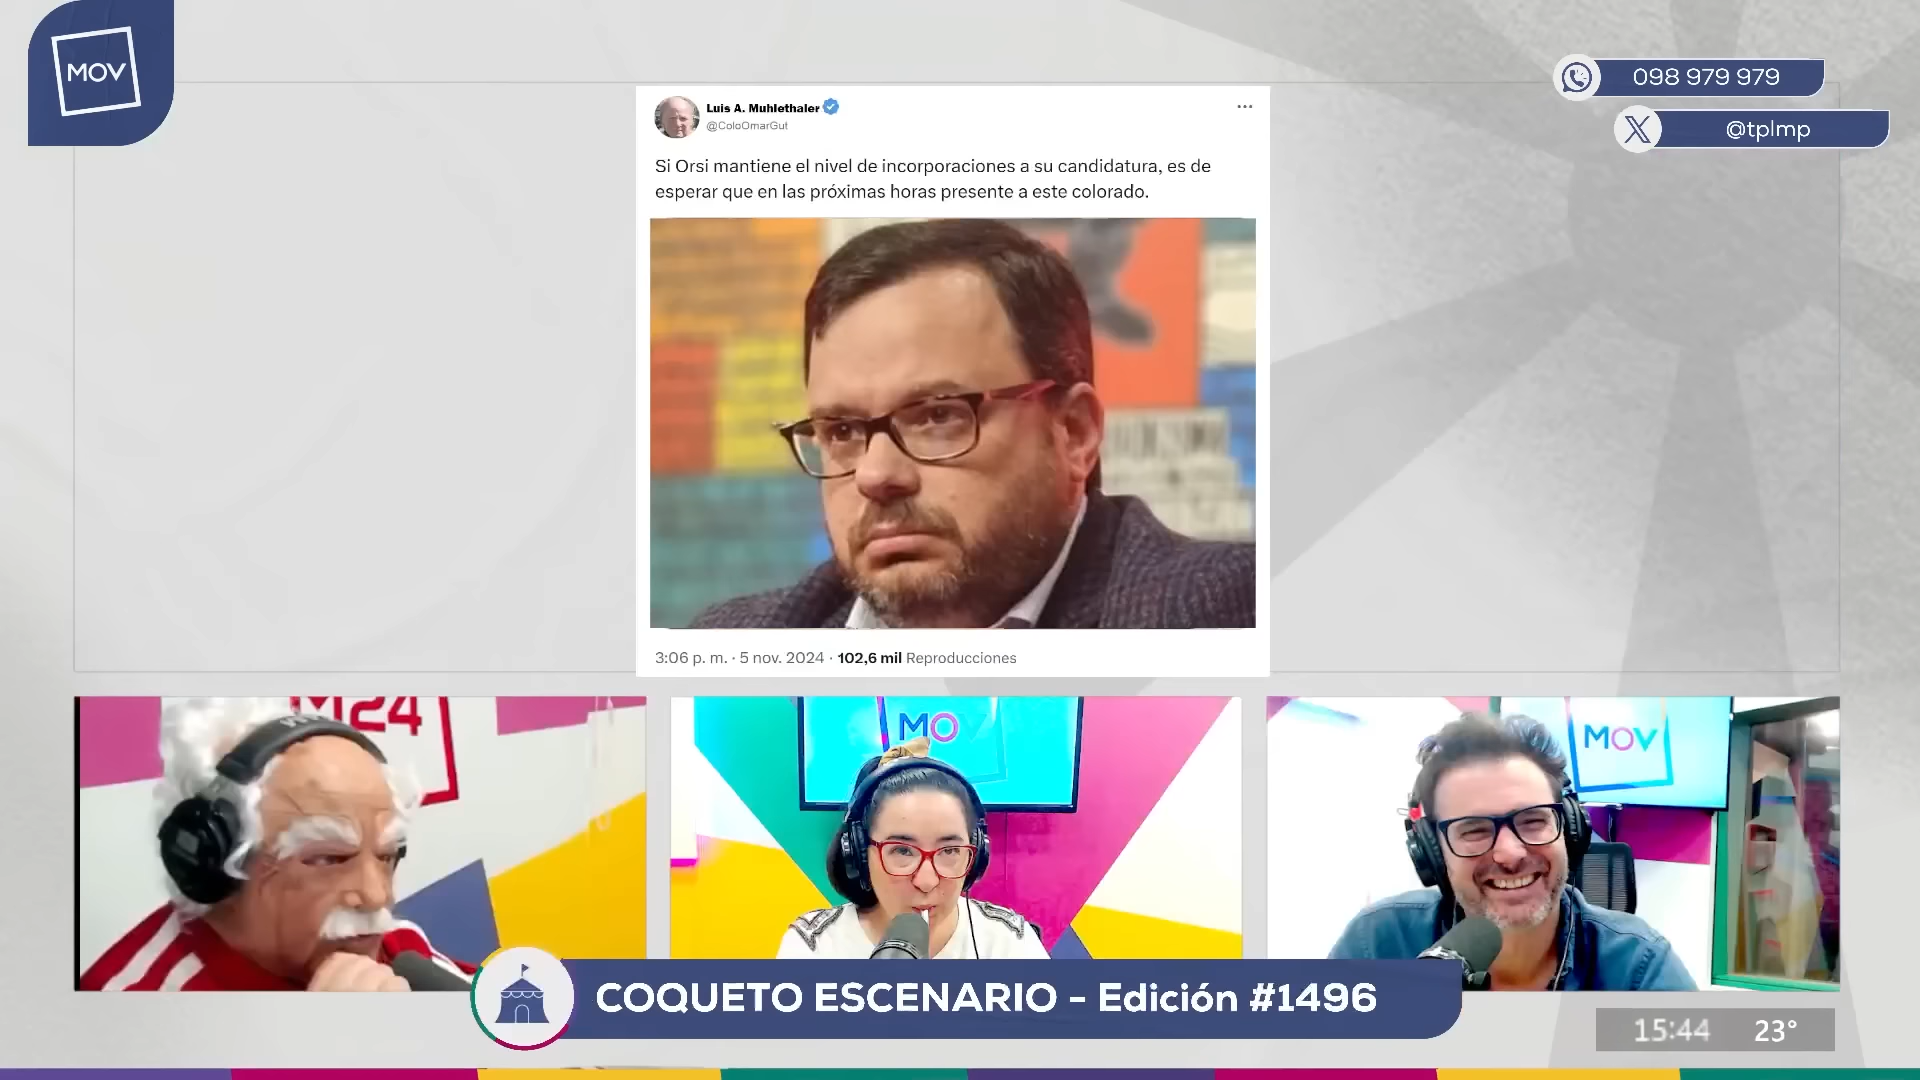 MOV
098 979 979
@tplmp
Luis A. Muhlethaler
@ColoOmarGut
Si Orsi mantiene el nivel de incorporaciones a su candidatura, es de
esperar que en las próximas horas presente a este colorado.
3:06 p. m. · 5 nov. 2024 · 102,6 mil Reproducciones
M24
MOV
MOV
COQUETO ESCENARIO - Edición #1496
15:44 23°